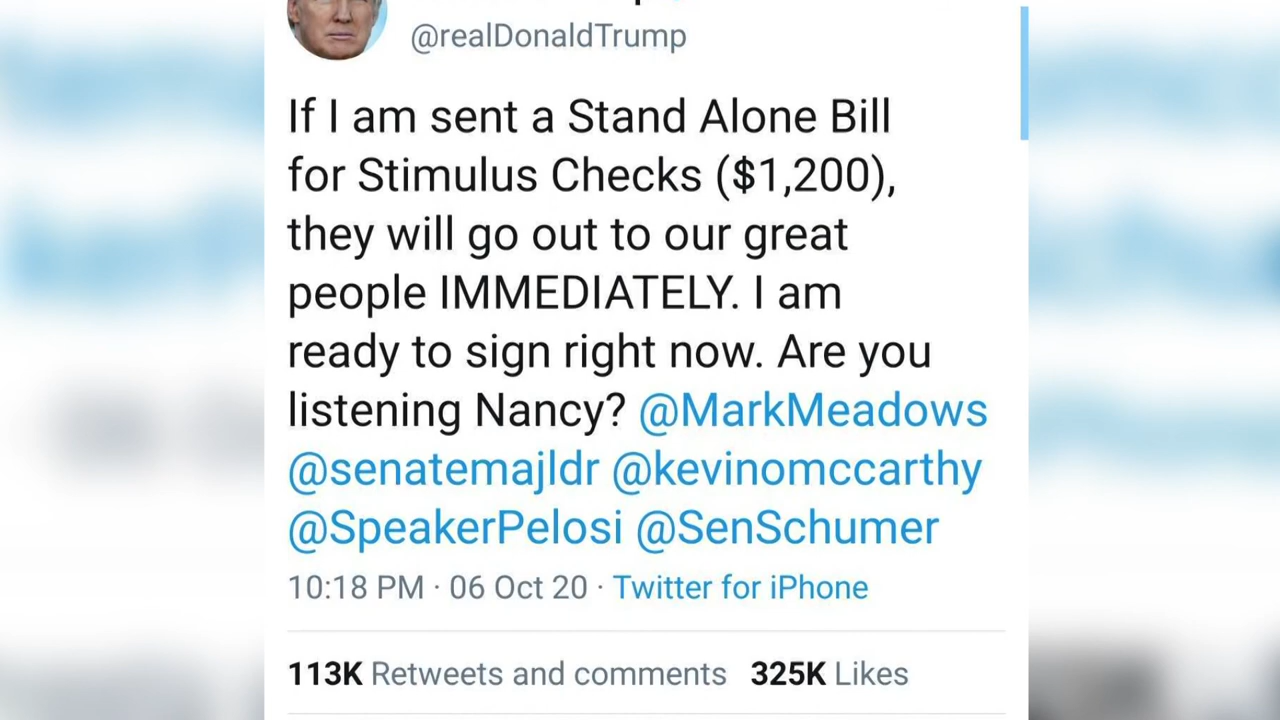 @realDonaldTrump
If I am sent a Stand Alone Bill
for Stimulus Checks ($1,200),
they will go out to our great
people IMMEDIATELY. I am
ready to sign right now. Are you
listening Nancy? @MarkMeadows
@senatemajldr @kevinomccarthy
@SpeakerPelosi @SenSchumer
10:18 PM · 06 Oct 20 · Twitter for iPhone
113K Retweets and comments 325K Likes